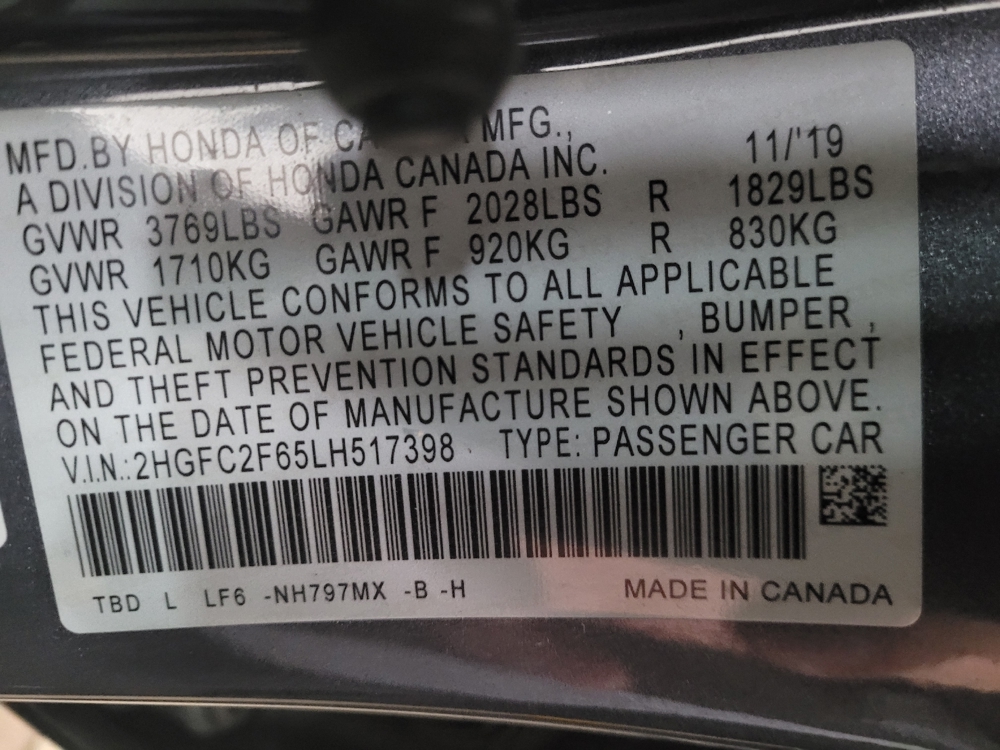 MFD.BY HONDA OF MFG.,
A DIVISION OF HONDA CANADA INC. 11/'19
GVWR 3769LBS GAWR F 2028LBS R 1829LBS
GVWR 1710KG GAWR F 920KG R 830KG
THIS VEHICLE CONFORMS TO ALL APPLICABLE
FEDERAL MOTOR VEHICLE SAFETY , BUMPER ,
AND THEFT PREVENTION STANDARDS IN EFFECT
ON THE DATE OF MANUFACTURE SHOWN ABOVE.
V.I.N.:2HGFC2F65LH517398 TYPE: PASSENGER CAR
TBD L LF6 -NH797MX -B -H MADE IN CANADA